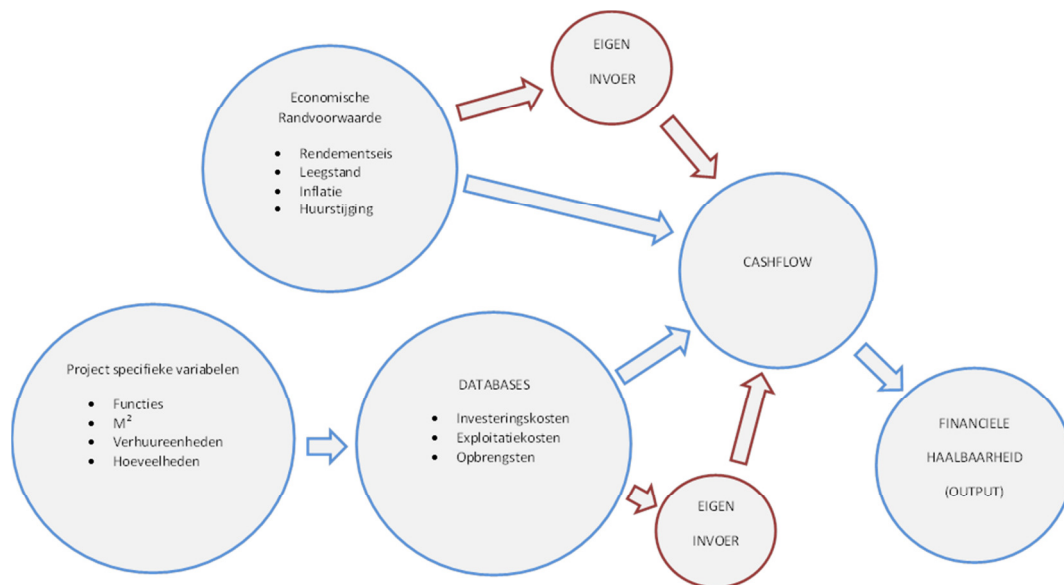 EIGEN
INVOER
Economische
Randvoorwaarde
• Rendementseis
• Leegstand
• Inflatie
• Huurstijging
CASHFLOW
Project specifieke variabelen
• Functies
• M²
• Verhuureenheden
• Hoeveelheden
DATABASES
• Investeringskosten
• Exploitatiekosten
• Opbrengsten
EIGEN
INVOER
FINANCIELE
HAALBAARHEID
(OUTPUT)